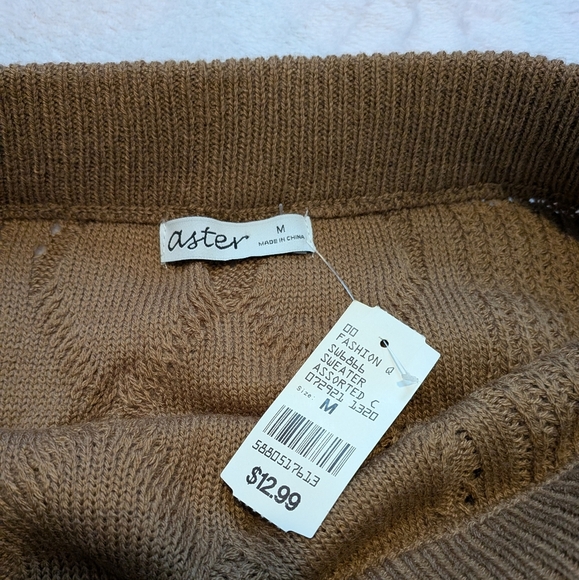 aster
M
MADE IN CHINA
00
FASHION Q
SW6866
SWEATER
ASSORTED C
072921 1320
Size: M
5880517613
$12.99